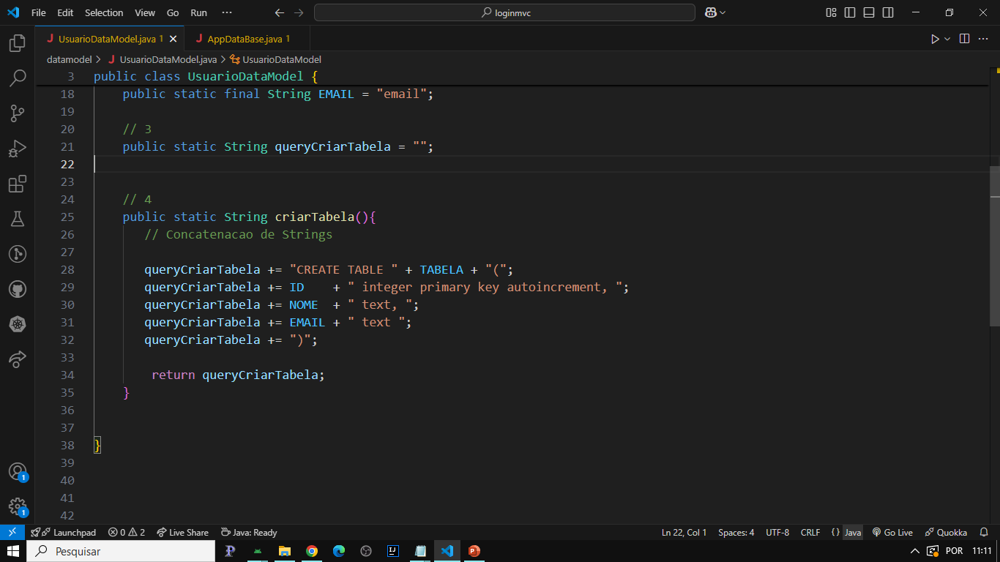 File Edit Selection View Go Run ··· loginmvc
UsuarioDataModel.java 1 AppDataBase.java 1
datamodel > UsuarioDataModel.java > UsuarioDataModel
3 public class UsuarioDataModel {
18 public static final String EMAIL = "email";
19
20 // 3
21 public static String queryCriarTabela = "";
22
23
24 // 4
25 public static String criarTabela(){
26 // Concatenacao de Strings
27
28 queryCriarTabela += "CREATE TABLE " + TABELA + "(";
29 queryCriarTabela += ID    + " integer primary key autoincrement, ";
30 queryCriarTabela += NOME  + " text, ";
31 queryCriarTabela += EMAIL + " text ";
32 queryCriarTabela += ")";
33
34 return queryCriarTabela;
35 }
36
37
38 }
39
40
41
42
1
1
Launchpad 0 2 Live Share Java: Ready Ln 22, Col 1 Spaces: 4 UTF-8 CRLF {} Java Go Live Quokka
Pesquisar POR 11:11